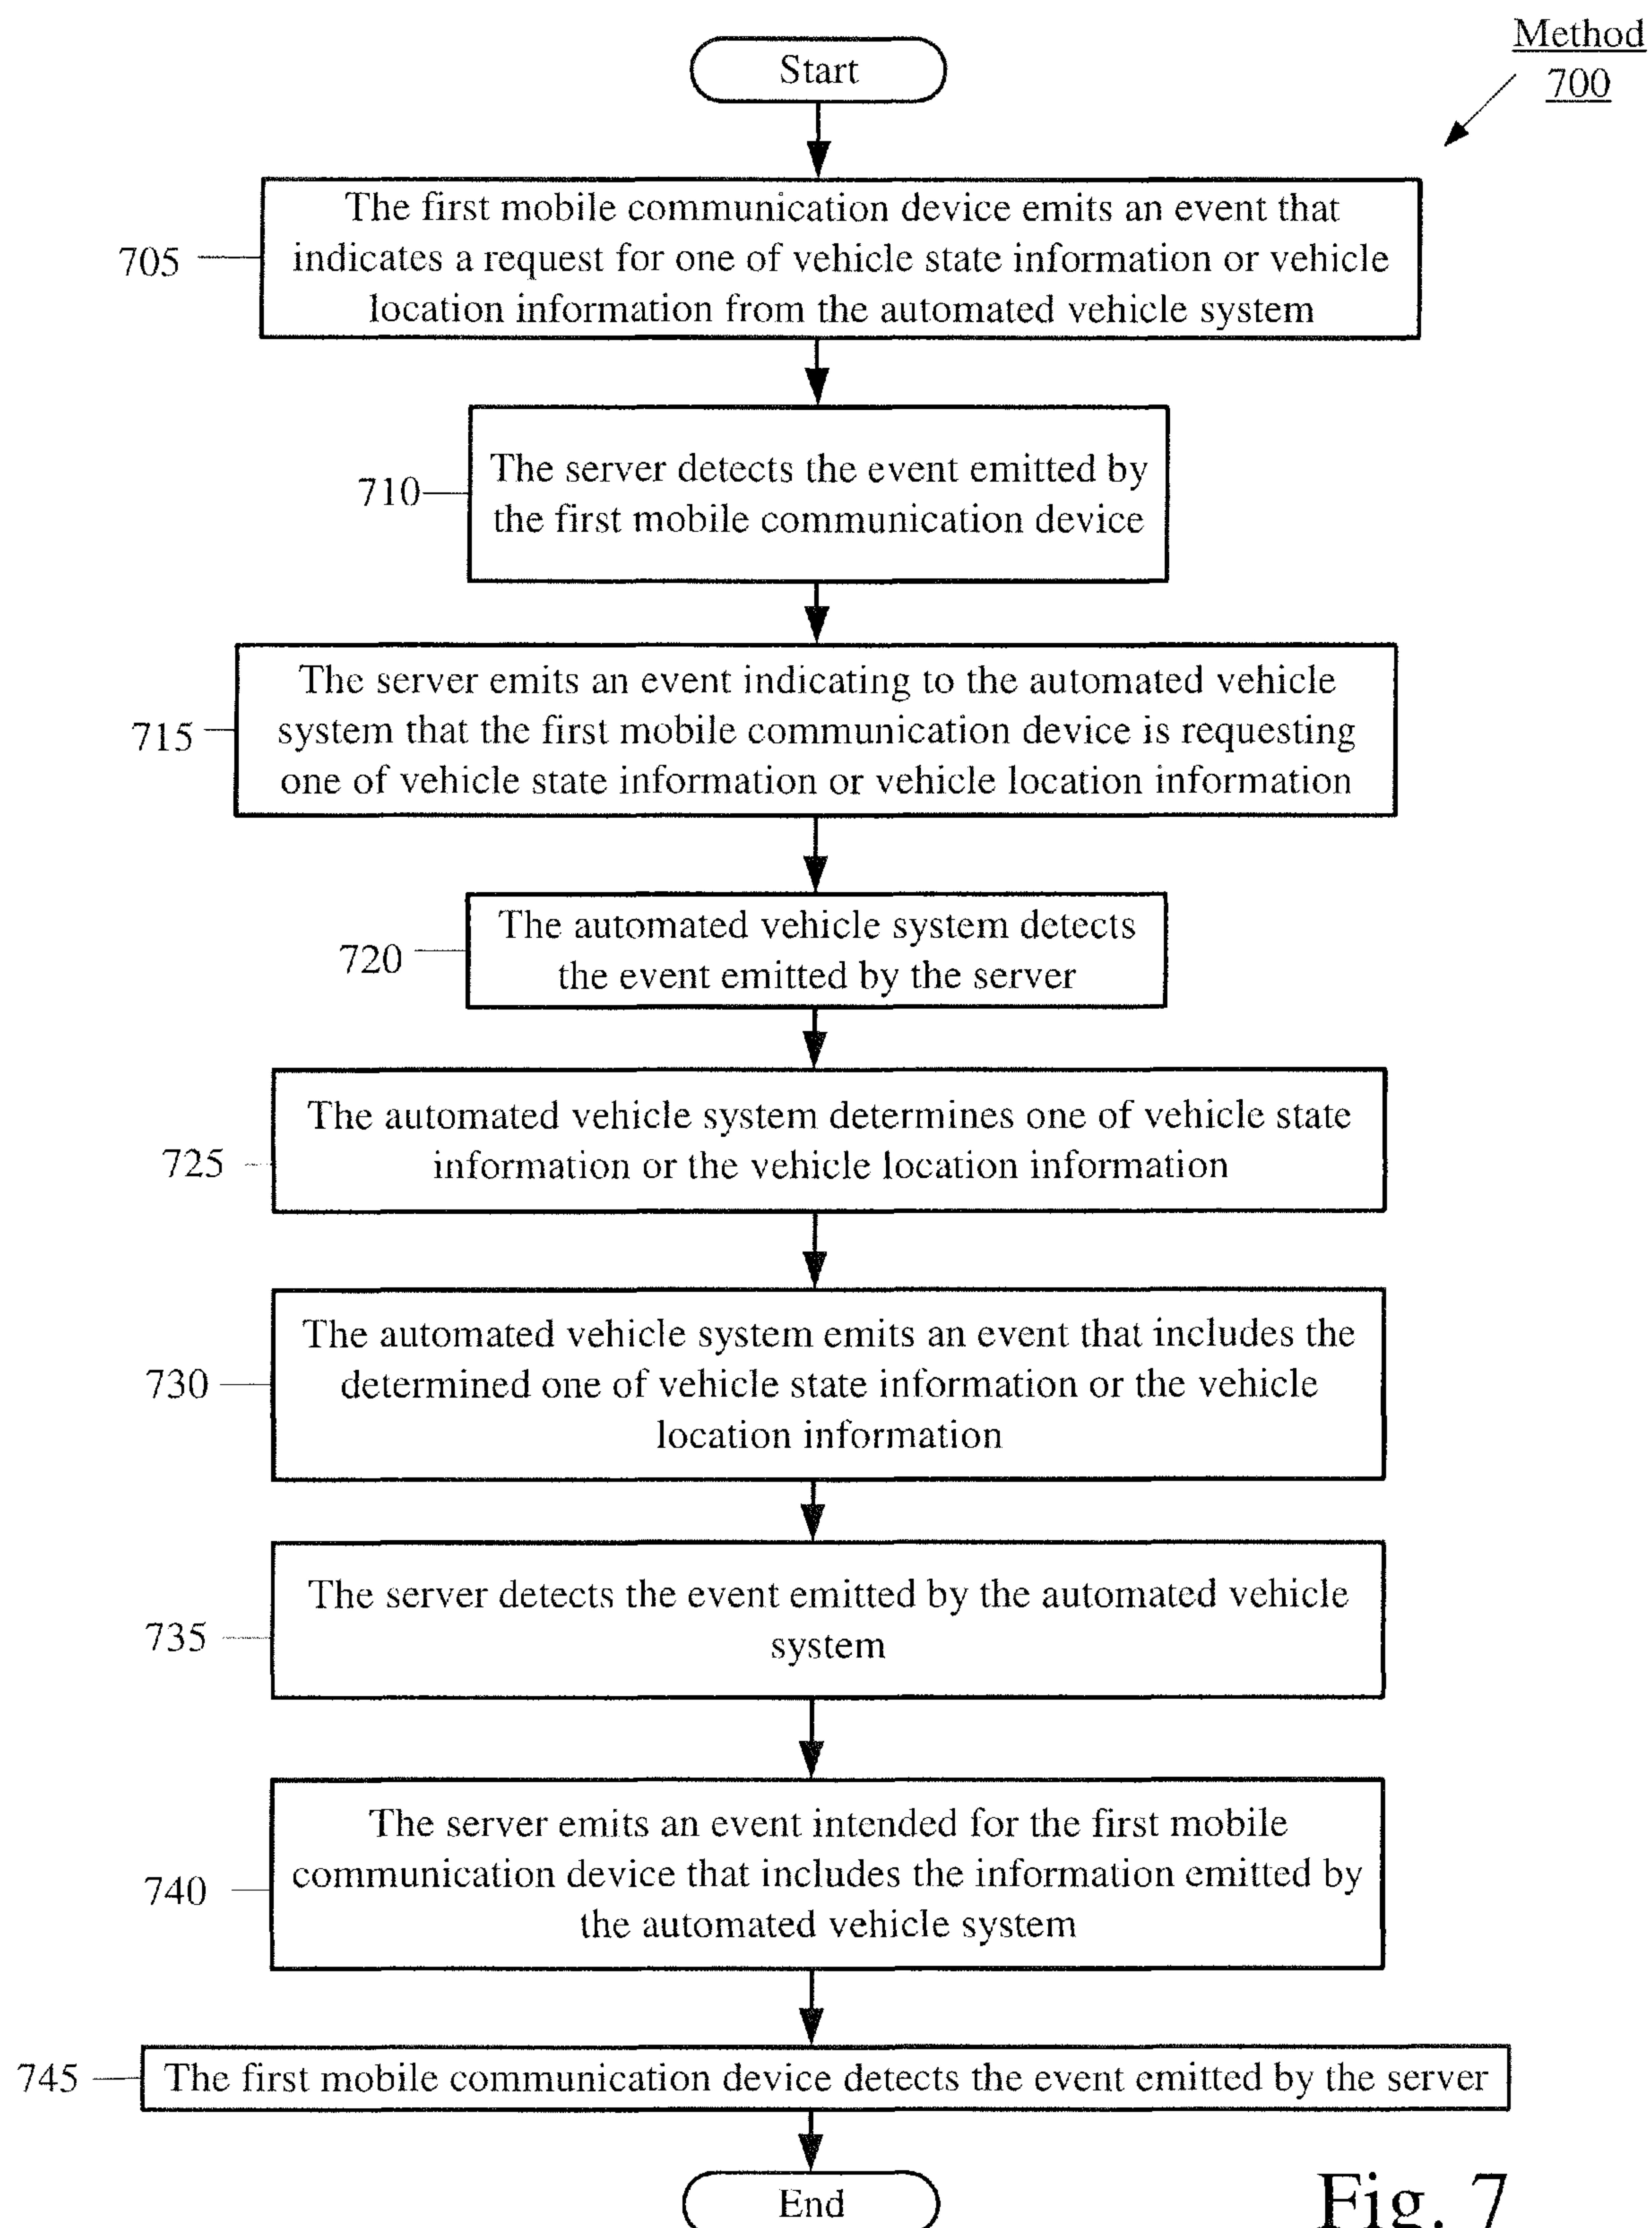 Method
700
Start
705
The first mobile communication device emits an event that
indicates a request for one of vehicle state information or vehicle
location information from the automated vehicle system
710
The server detects the event emitted by
the first mobile communication device
715
The server emits an event indicating to the automated vehicle
system that the first mobile communication device is requesting
one of vehicle state information or vehicle location information
720
The automated vehicle system detects
the event emitted by the server
725
The automated vehicle system determines one of vehicle state
information or the vehicle location information
730
The automated vehicle system emits an event that includes the
determined one of vehicle state information or the vehicle
location information
735
The server detects the event emitted by the automated vehicle
system
740
The server emits an event intended for the first mobile
communication device that includes the information emitted by
the automated vehicle system
745
The first mobile communication device detects the event emitted by the server
End
Fig. 7